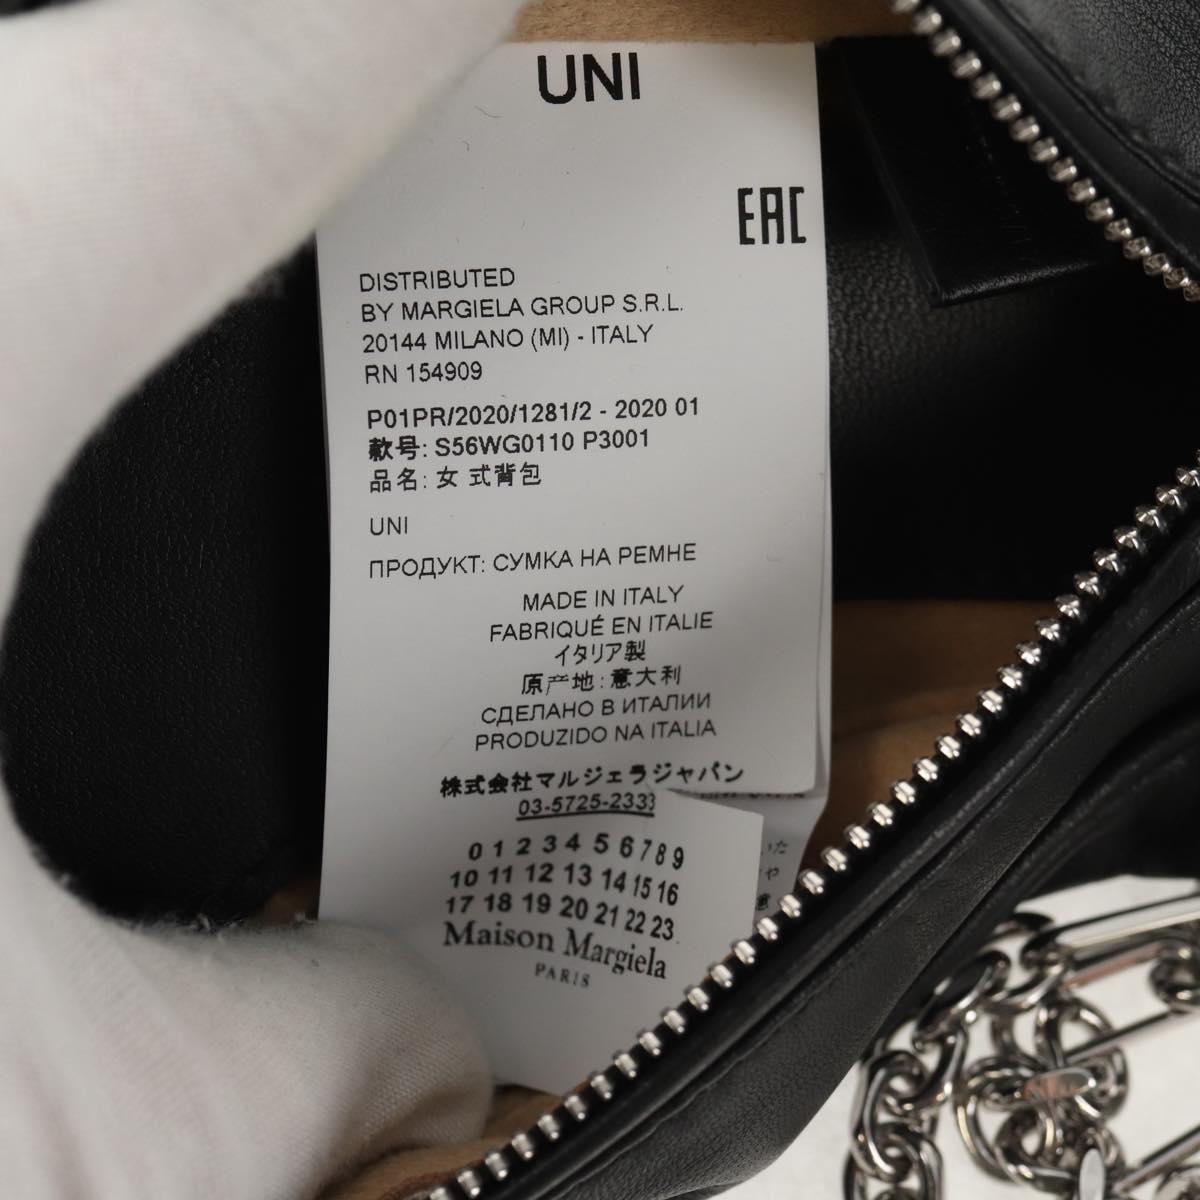 UNI
EAC
DISTRIBUTED
BY MARGIELA GROUP S.R.L.
20144 MILANO (MI) - ITALY
RN 154909
P01PR/2020/1281/2 - 2020 01
款号: S56WG0110 P3001
品名: 女 式背包
UNI
ПРОДУКТ: СУМКА НА РЕМНЕ
MADE IN ITALY
FABRIQUÉ EN ITALIE
イタリア製
原产地: 意大利
СДЕЛАНО В ИТАЛИИ
PRODUZIDO NA ITALIA
株式会社マルジェラジャパン
03-5725-2333
0 1 2 3 4 5 6 7 8 9
10 11 12 13 14 15 16
17 18 19 20 21 22 23
Maison Margiela
PARIS